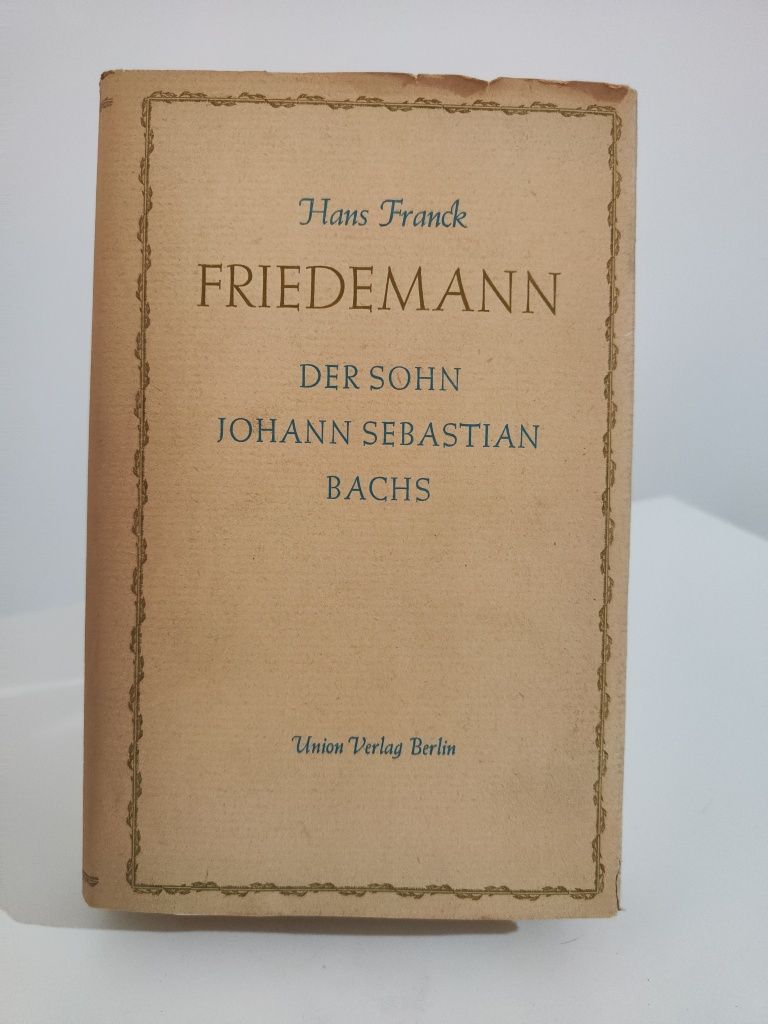 Hans Franck
FRIEDEMANN
DER SOHN
JOHANN SEBASTIAN
BACHS
Union Verlag Berlin